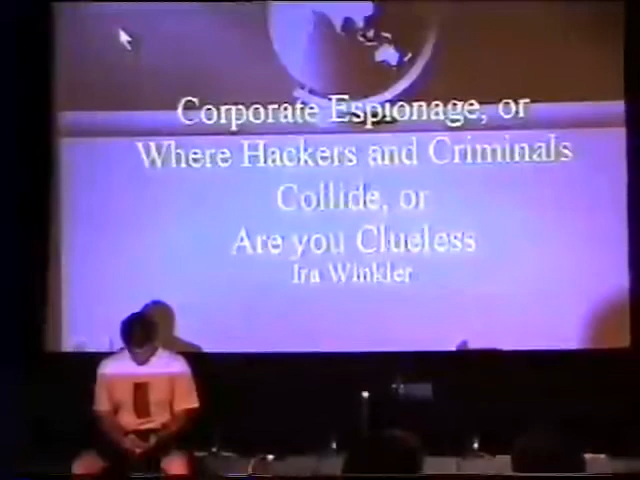 Corporate Espionage, or
Where Hackers and Criminals
Collide, or
Are you Clueless
Ira Winkler